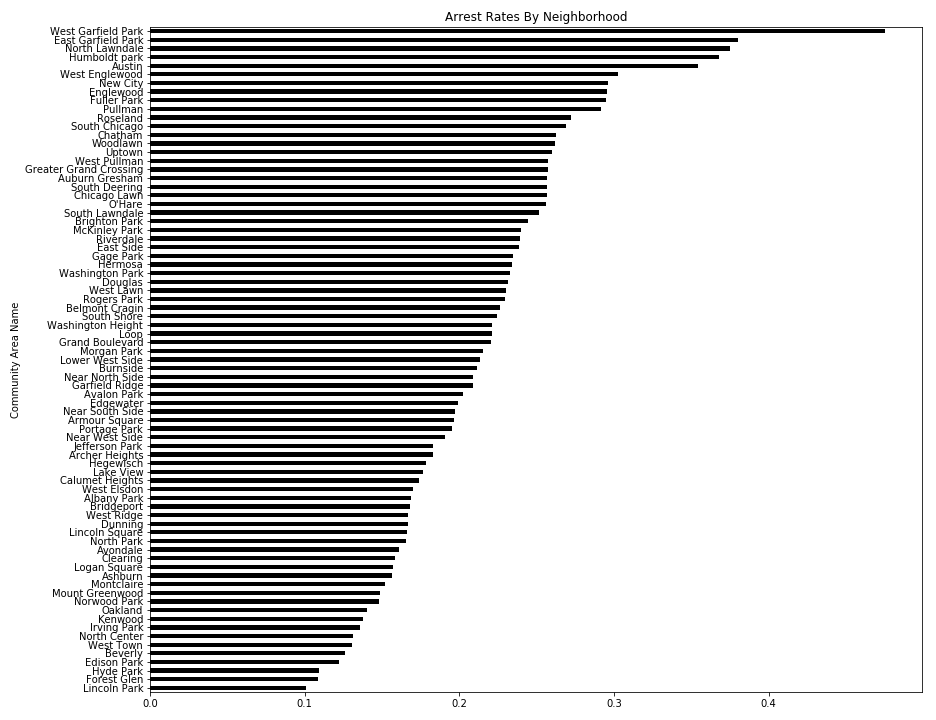 Arrest Rates By Neighborhood
West Garfield Park
East Garfield Park
North Lawndale
Humboldt park
Austin
West Englewood
New City
Englewood
Fuller Park
Pullman
Roseland
South Chicago
Chatham
Woodlawn
Uptown
West Pullman
Greater Grand Crossing
Auburn Gresham
South Deering
Chicago Lawn
O'Hare
South Lawndale
Brighton Park
McKinley Park
Riverdale
East Side
Gage Park
Hermosa
Washington Park
Douglas
West Lawn
Rogers Park
Belmont Cragin
South Shore
Washington Height
Loop
Grand Boulevard
Morgan Park
Lower West Side
Burnside
Near North Side
Garfield Ridge
Avalon Park
Edgewater
Near South Side
Armour Square
Portage Park
Near West Side
Jefferson Park
Archer Heights
Hegewisch
Lake View
Calumet Heights
West Elsdon
Albany Park
Bridgeport
West Ridge
Dunning
Lincoln Square
North Park
Avondale
Clearing
Logan Square
Ashburn
Montclaire
Mount Greenwood
Norwood Park
Oakland
Kenwood
Irving Park
North Center
West Town
Beverly
Edison Park
Hyde Park
Forest Glen
Lincoln Park
Community Area Name
0.0 0.1 0.2 0.3 0.4